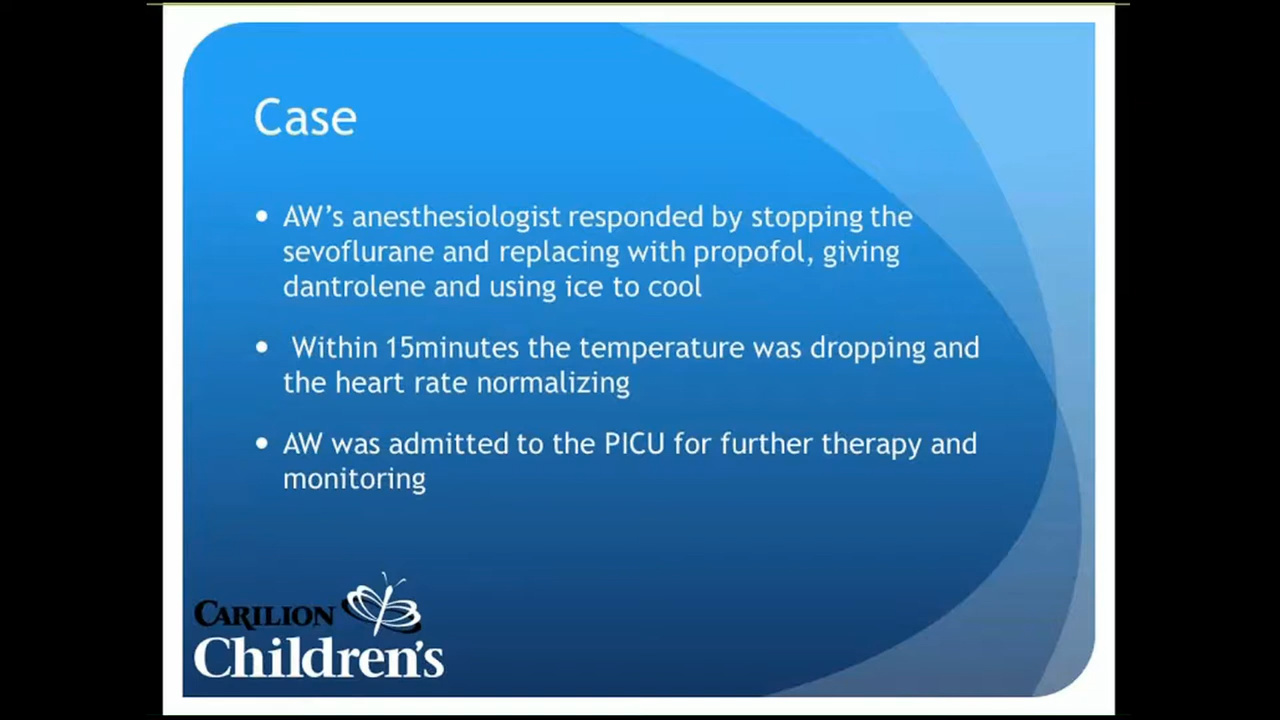 Case
• AW’s anesthesiologist responded by stopping the
sevoflurane and replacing with propofol, giving
dantrolene and using ice to cool
• Within 15minutes the temperature was dropping and
the heart rate normalizing
• AW was admitted to the PICU for further therapy and
monitoring
CARILION
Children's